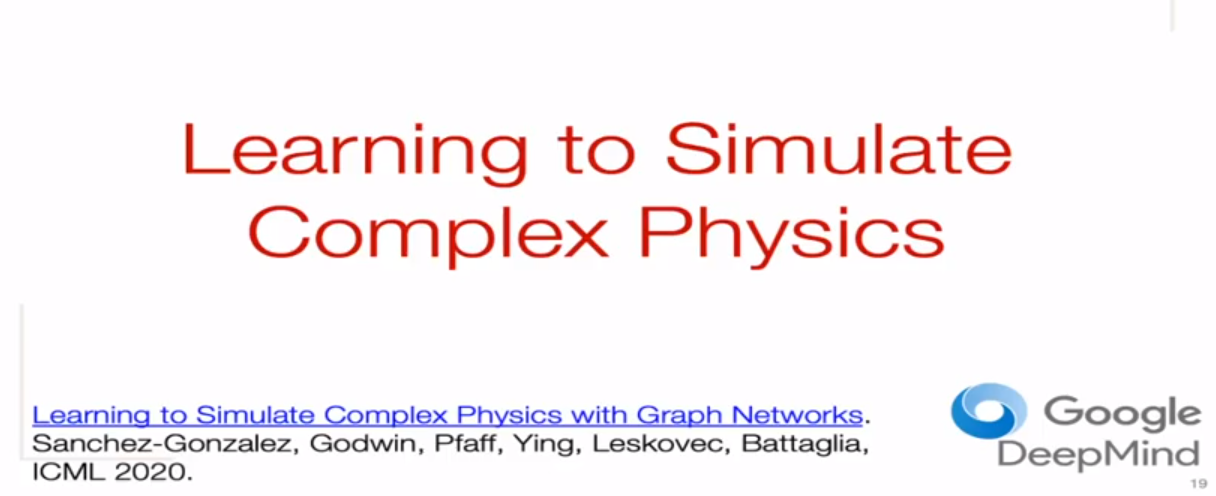 Learning to Simulate
Complex Physics
Learning to Simulate Complex Physics with Graph Networks.
Sanchez-Gonzalez, Godwin, Pfaff, Ying, Leskovec, Battaglia,
ICML 2020.
Google
DeepMind
19